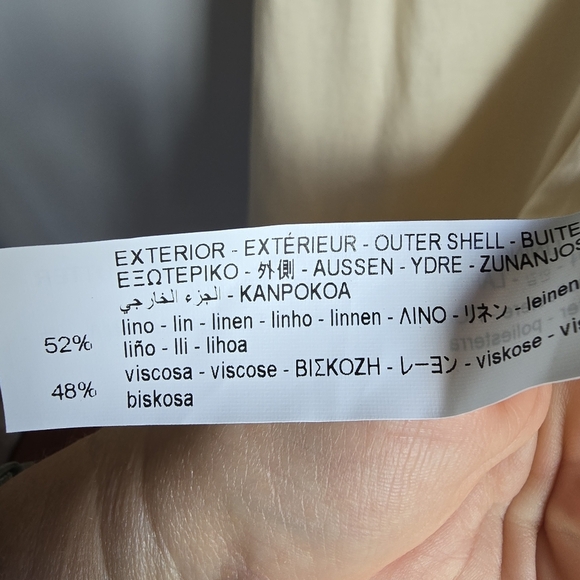 EXTERIOR - EXTÉRIEUR - OUTER SHELL - BUITE
ΕΞΩΤΕΡΙΚΟ - 外側 - AUSSEN - YDRE - ZUNANJOS
الجزء الخارجي - KANPOKOA
52% lino - lin - linen - linho - linnen - ΛΙΝΟ - リネン - leinen
liño - lli - lihoa
48% viscosa - viscose - ΒΙΣΚΟΖΗ - レーヨン - viskose - vis
biskosa